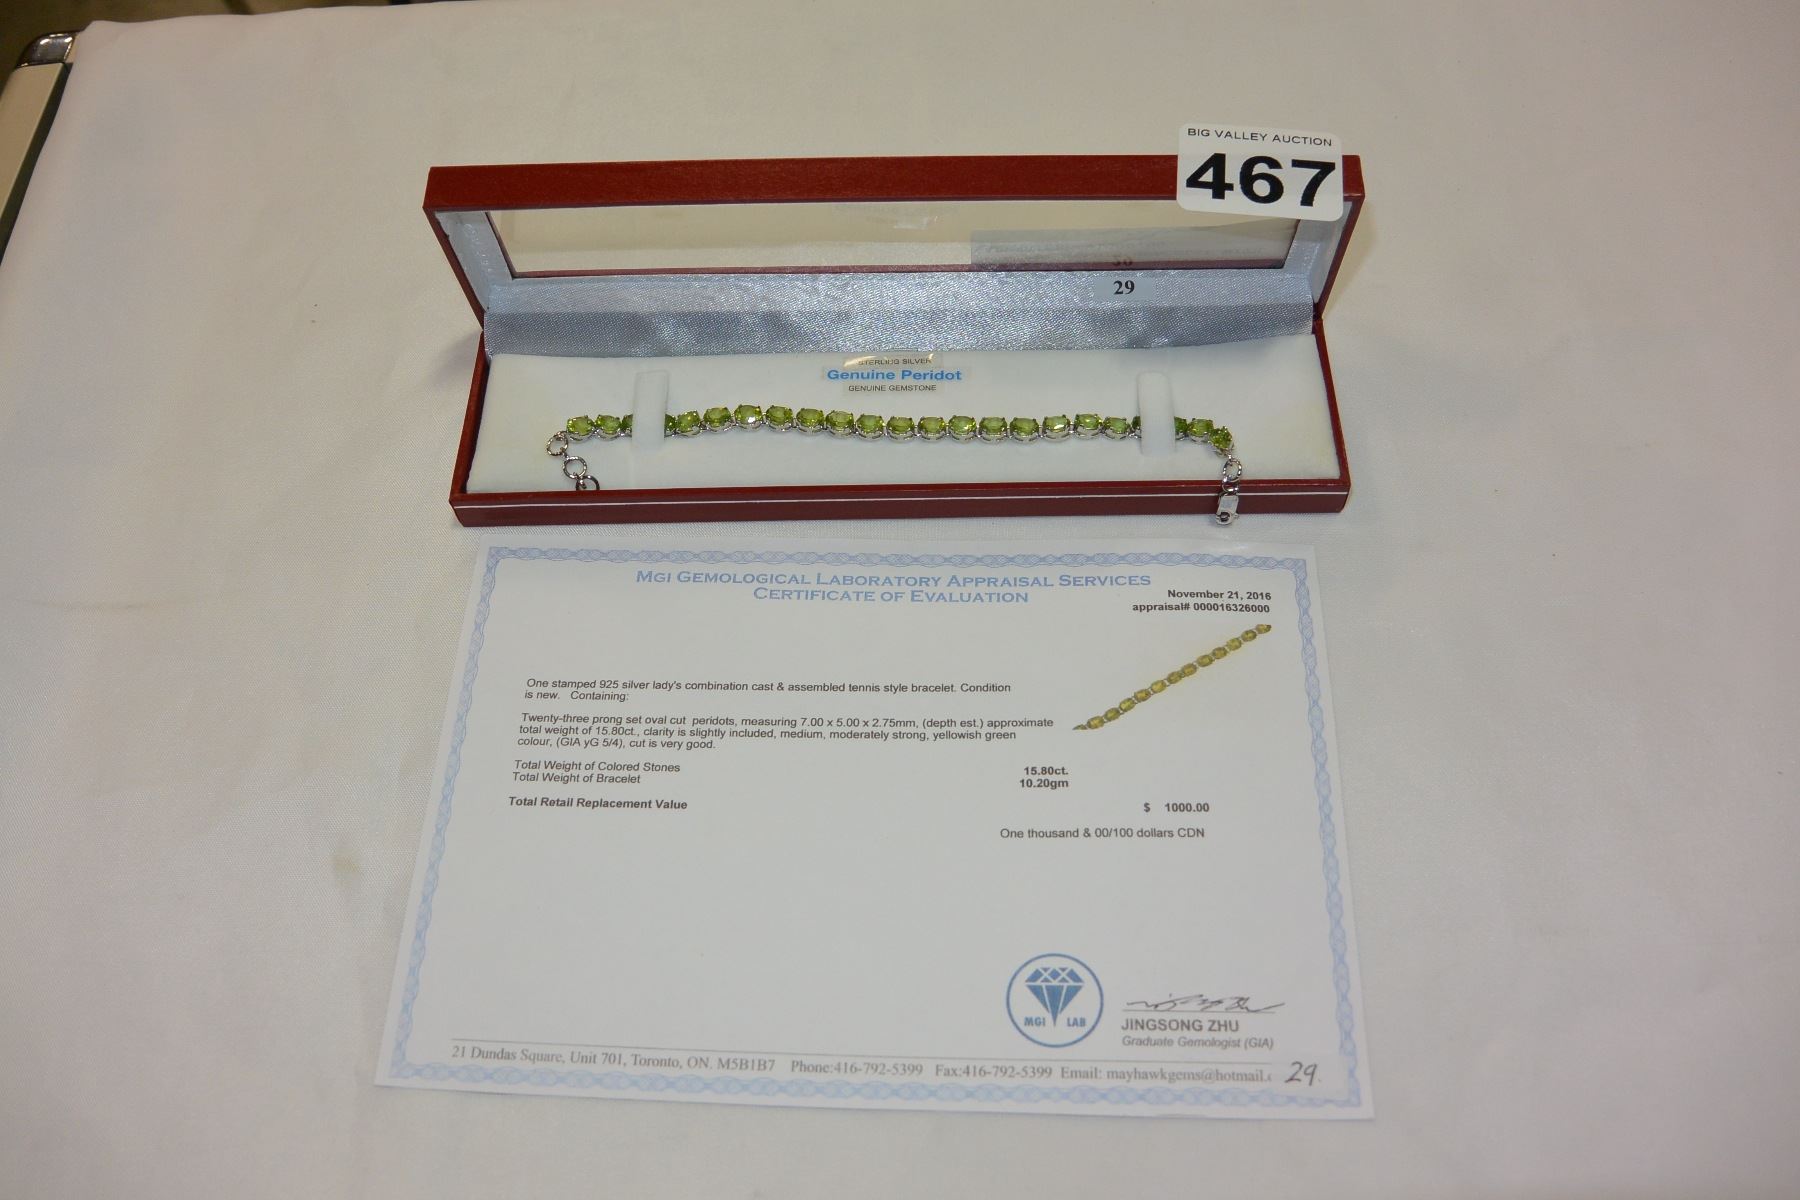 BIG VALLEY AUCTION
467
29
STERLING SILVER
Genuine Peridot
GENUINE GEMSTONE
MGI GEMOLOGICAL LABORATORY APPRAISAL SERVICES
CERTIFICATE OF EVALUATION
November 21, 2016
appraisal# 000016326000
One stamped 925 silver lady's combination cast & assembled tennis style bracelet. Condition
is new. Containing:
Twenty-three prong set oval cut peridots, measuring 7.00 x 5.00 x 2.75mm, (depth est.) approximate
total weight of 15.80ct., clarity is slightly included, medium, moderately strong, yellowish green
colour, (GIA yG 5/4), cut is very good.
Total Weight of Colored Stones 15.80ct.
Total Weight of Bracelet 10.20gm
Total Retail Replacement Value $ 1000.00
One thousand & 00/100 dollars CDN
MGI LAB
JINGSONG ZHU
Graduate Gemologist (GIA)
21 Dundas Square, Unit 701, Toronto, ON. M5B1B7 Phone:416-792-5399 Fax:416-792-5399 Email: mayhawkgems@hotmail.c 29.